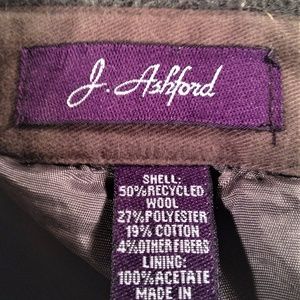 J. Ashford
SHELL:
50%RECYCLED
WOOL
27%POLYESTER
19% COTTON
4%OTHER FIBERS
LINING:
100%ACETATE
MADE IN